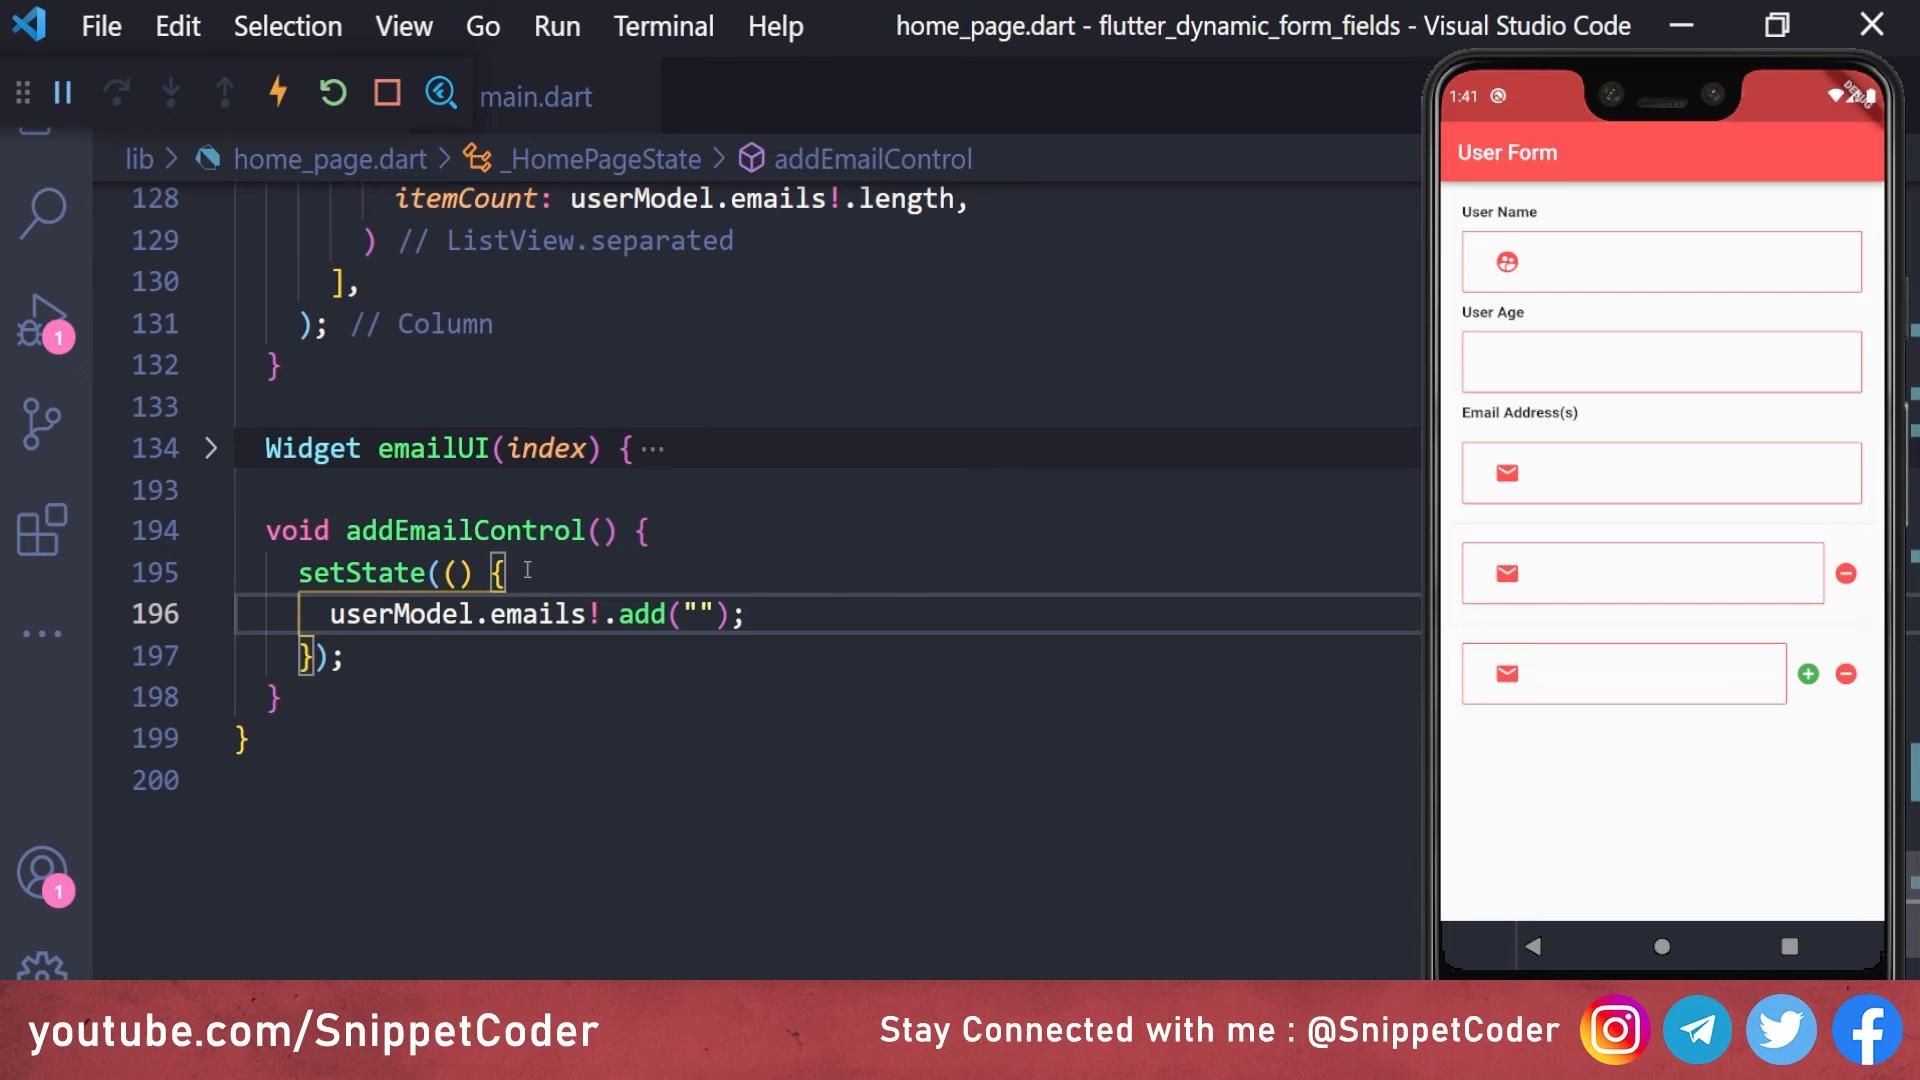 File Edit Selection View Go Run Terminal Help home_page.dart - flutter_dynamic_form_fields - Visual Studio Code
main.dart
lib > home_page.dart > _HomePageState > addEmailControl
128 itemCount: userModel.emails!.length,
129 ) // ListView.separated
130 ],
131 ); // Column
132 }
133
134 Widget emailUI(index) { ...
193
194 void addEmailControl() {
195 setState(() {
196 userModel.emails!.add("");
197 });
198 }
199 }
200
1
1
1:41
DEBUG
User Form
User Name
User Age
Email Address(s)
youtube.com/SnippetCoder
Stay Connected with me : @SnippetCoder